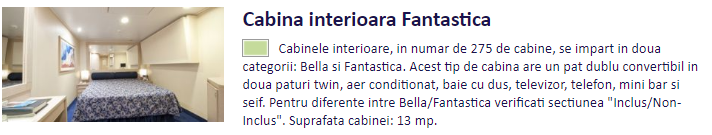 Cabina interioara Fantastica
Cabinele interioare, in numar de 275 de cabine, se impart in doua
categorii: Bella si Fantastica. Acest tip de cabina are un pat dublu convertibil in
doua paturi twin, aer conditionat, baie cu dus, televizor, telefon, mini bar si
seif. Pentru diferente intre Bella/Fantastica verificati sectiunea "Inclus/Non-
Inclus". Suprafata cabinei: 13 mp.